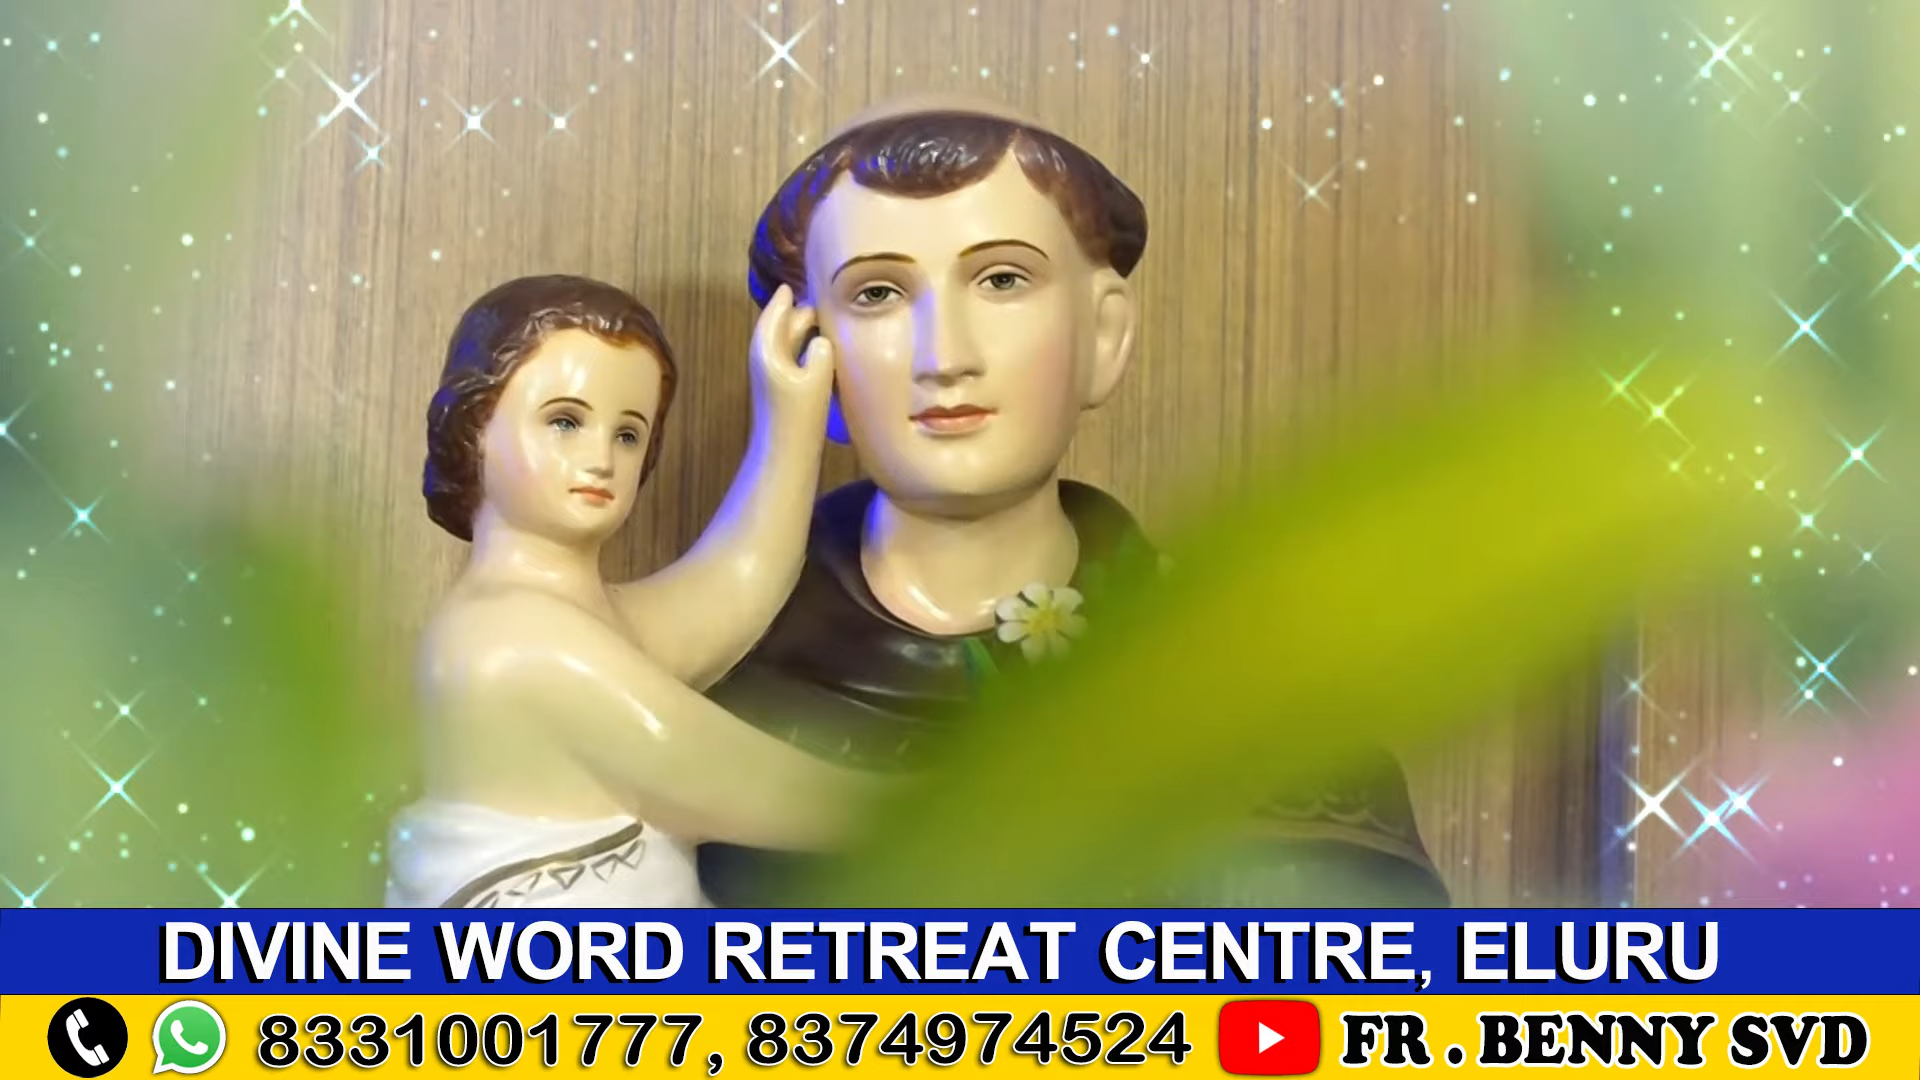 DIVINE WORD RETREAT CENTRE, ELURU
8331001777, 8374974524 FR . BENNY SVD